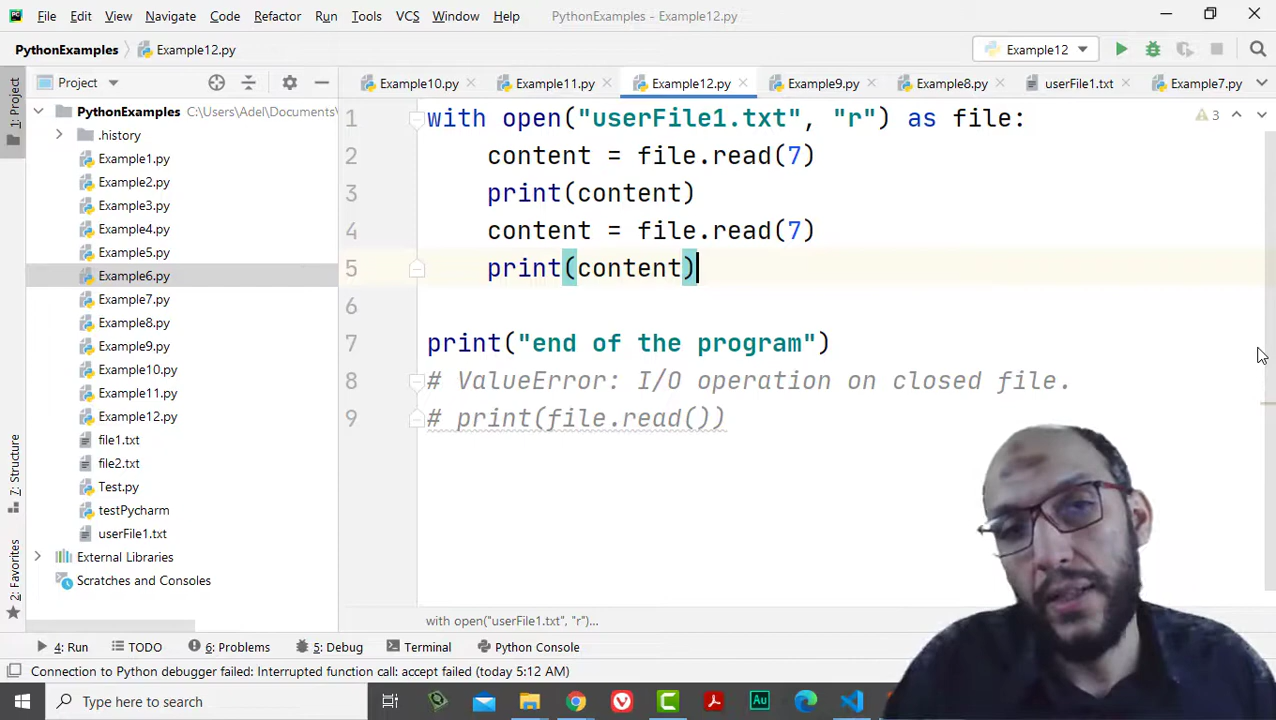 File Edit View Navigate Code Refactor Run Tools VCS Window Help PythonExamples - Example12.py
PythonExamples Example12.py Example12
1: Project
Project
Example10.py Example11.py Example12.py Example9.py Example8.py userFile1.txt Example7.py
PythonExamples C:\Users\Adel\Documents\
.history
Example1.py
Example2.py
Example3.py
Example4.py
Example5.py
Example6.py
Example7.py
Example8.py
Example9.py
Example10.py
Example11.py
Example12.py
file1.txt
file2.txt
Test.py
testPycharm
userFile1.txt
External Libraries
Scratches and Consoles
7: Structure
2: Favorites
3
1 with open("userFile1.txt", "r") as file:
2 content = file.read(7)
3 print(content)
4 content = file.read(7)
5 print(content)
6
7 print("end of the program")
8 # ValueError: I/O operation on closed file.
9 # print(file.read())
with open("userFile1.txt", "r")...
4: Run TODO 6: Problems 5: Debug Terminal Python Console
Connection to Python debugger failed: Interrupted function call: accept failed (today 5:12 AM)
Type here to search
Au